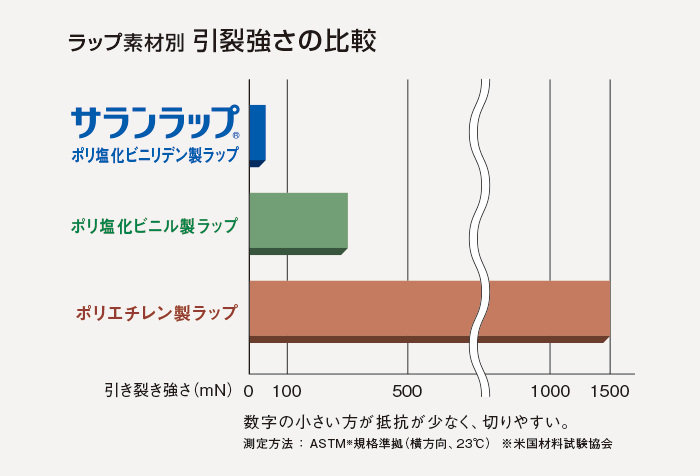 ラップ素材別 引裂強さの比較
サランラップ®
ポリ塩化ビニリデン製ラップ
ポリ塩化ビニル製ラップ
ポリエチレン製ラップ
引き裂き強さ(mN) 0 100 500 1000 1500
数字の小さい方が抵抗が少なく、切りやすい。
測定方法：ASTM*規格準拠(横方向、23℃) ※米国材料試験協会